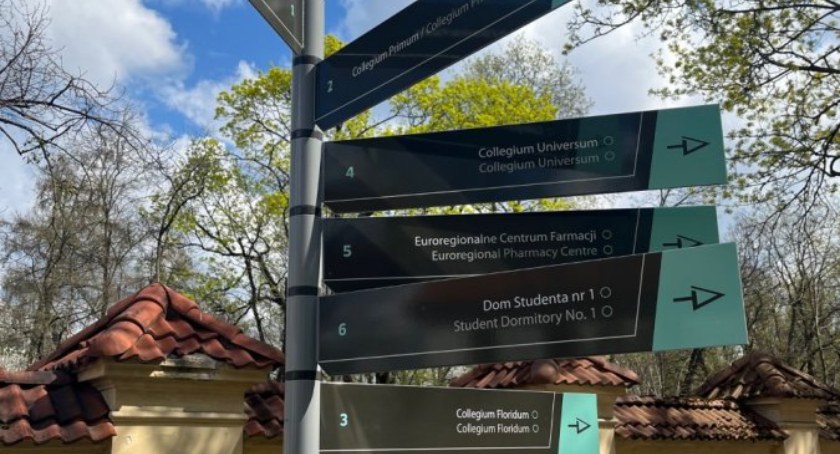 1
2
Collegium Primum / Collegium
4
Collegium Universum
Collegium Universum
5
Euroregionalne Centrum Farmacji
Euroregional Pharmacy Centre
6
Dom Studenta nr 1
Student Dormitory No. 1
3
Collegium Floridum
Collegium Floridum